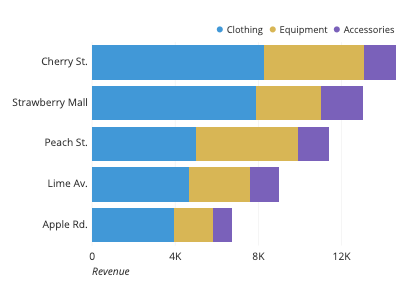 Clothing Equipment Accessories
Cherry St.
Strawberry Mall
Peach St.
Lime Av.
Apple Rd.
0 4K 8K 12K
Revenue